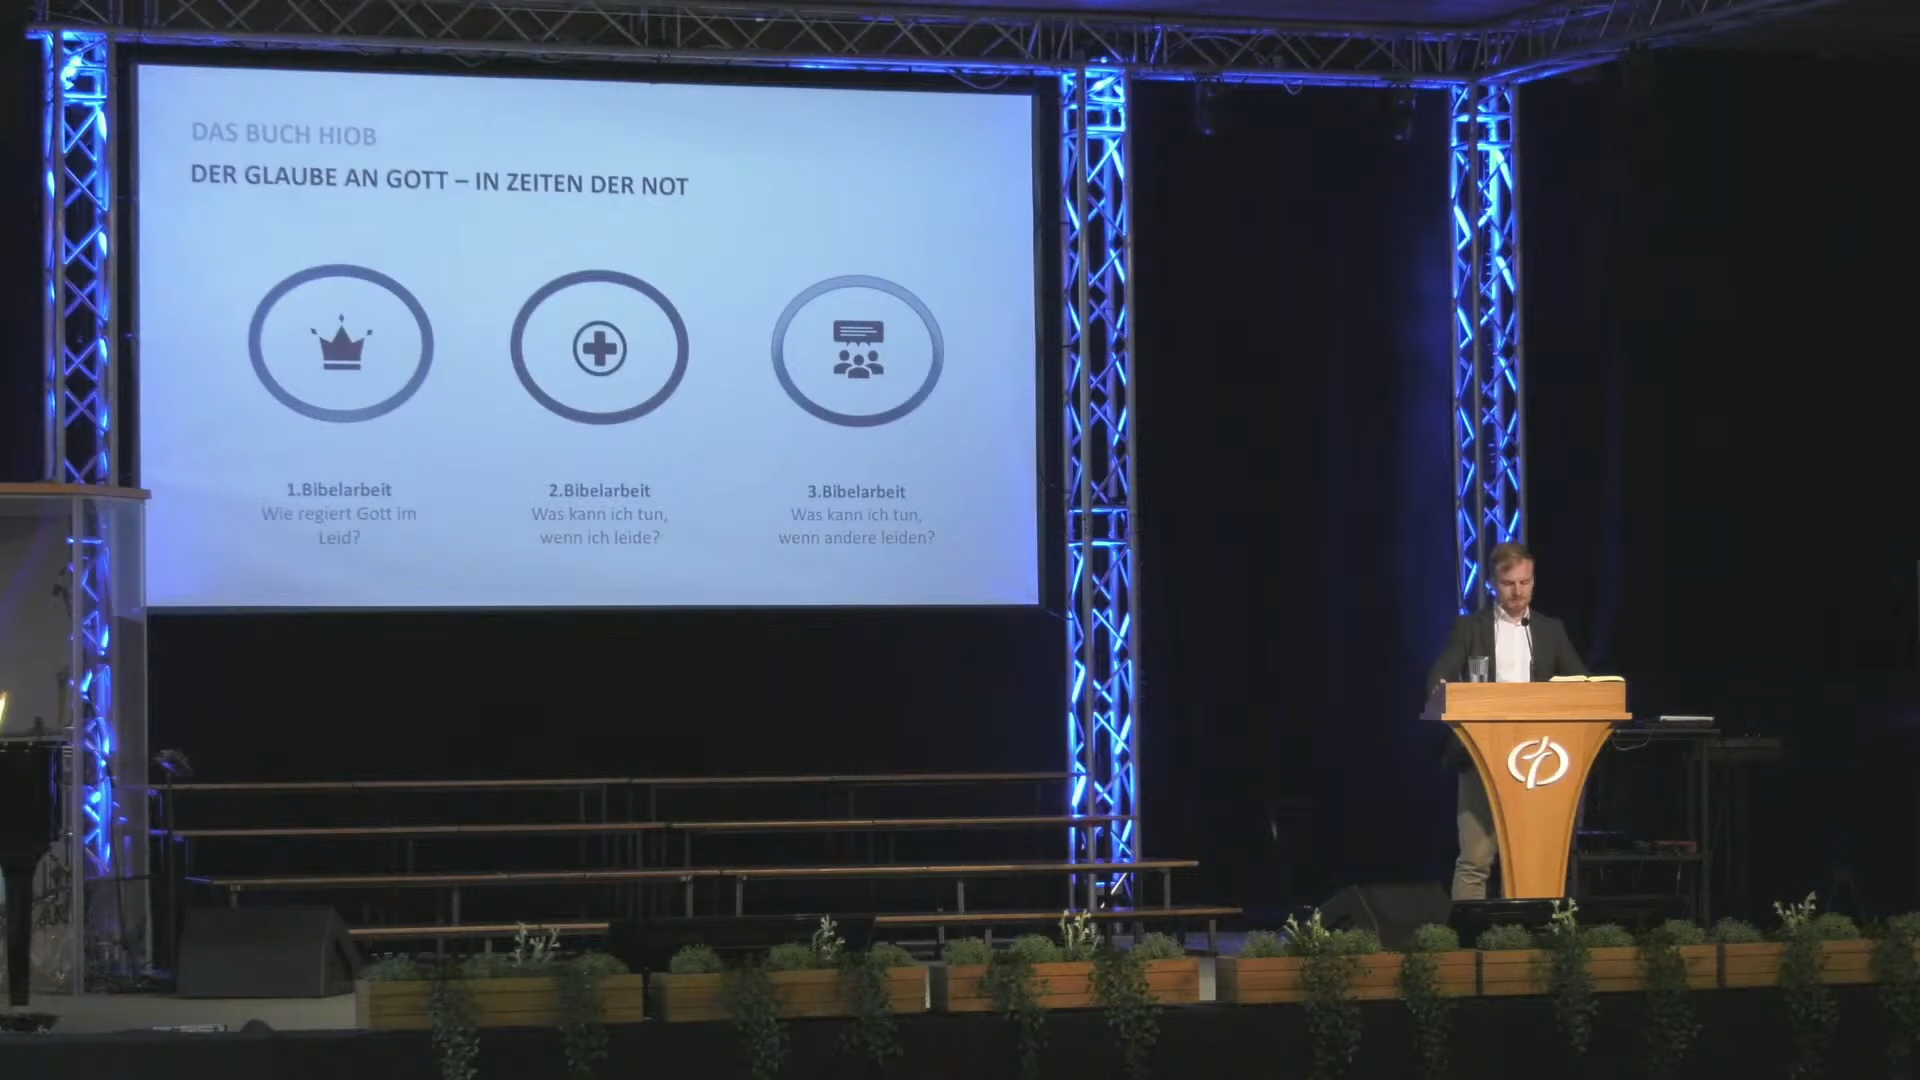 DAS BUCH HIOB
DER GLAUBE AN GOTT – IN ZEITEN DER NOT
1.Bibelarbeit
Wie regiert Gott im
Leid?
2.Bibelarbeit
Was kann ich tun,
wenn ich leide?
3.Bibelarbeit
Was kann ich tun,
wenn andere leiden?